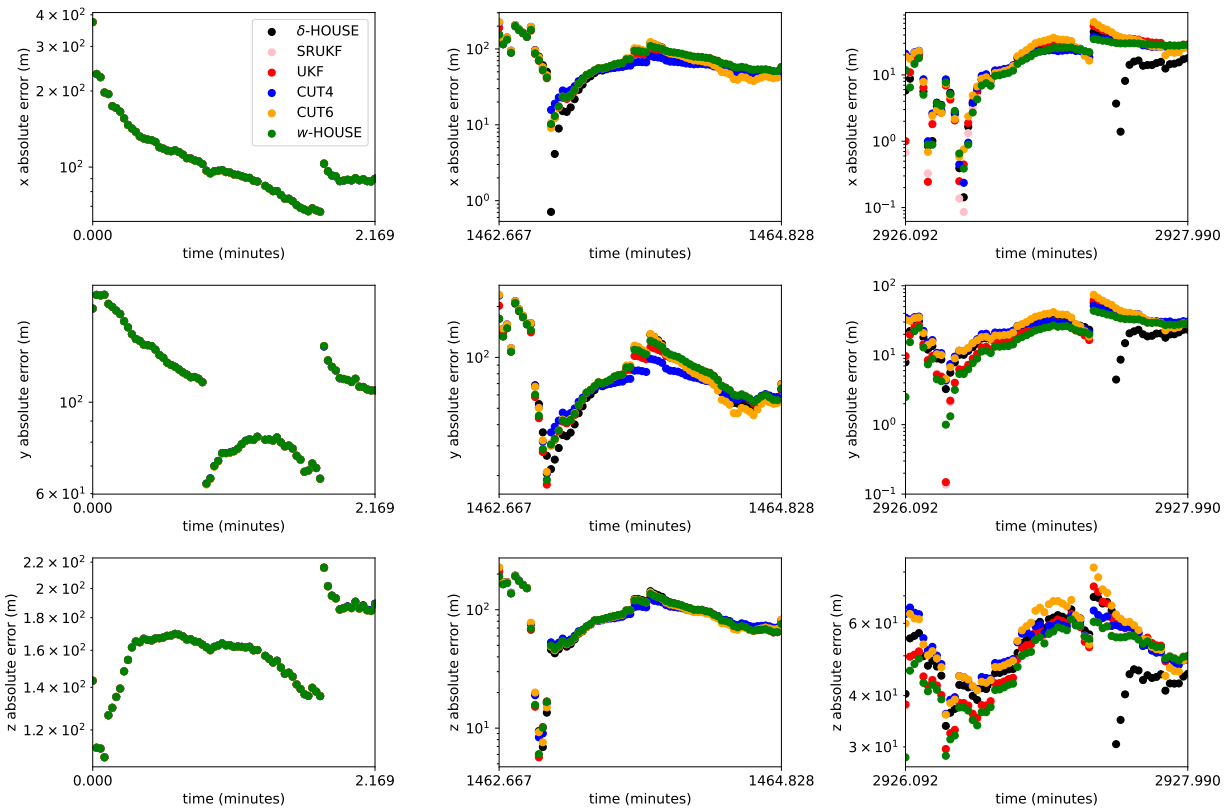 4 × 10²
3 × 10²
2 × 10²
10²
x absolute error (m)
0.000
2.169
time (minutes)
δ-HOUSE
SRUKF
UKF
CUT4
CUT6
w-HOUSE
10²
10¹
10⁰
x absolute error (m)
1462.667
1464.828
time (minutes)
10¹
10⁰
10⁻¹
x absolute error (m)
2926.092
2927.990
time (minutes)
10²
6 × 10¹
y absolute error (m)
0.000
2.169
time (minutes)
10²
y absolute error (m)
1462.667
1464.828
time (minutes)
10²
10¹
10⁰
10⁻¹
y absolute error (m)
2926.092
2927.990
time (minutes)
2.2 × 10²
2 × 10²
1.8 × 10²
1.6 × 10²
1.4 × 10²
1.2 × 10²
z absolute error (m)
0.000
2.169
time (minutes)
10²
10¹
z absolute error (m)
1462.667
1464.828
time (minutes)
6 × 10¹
4 × 10¹
3 × 10¹
z absolute error (m)
2926.092
2927.990
time (minutes)